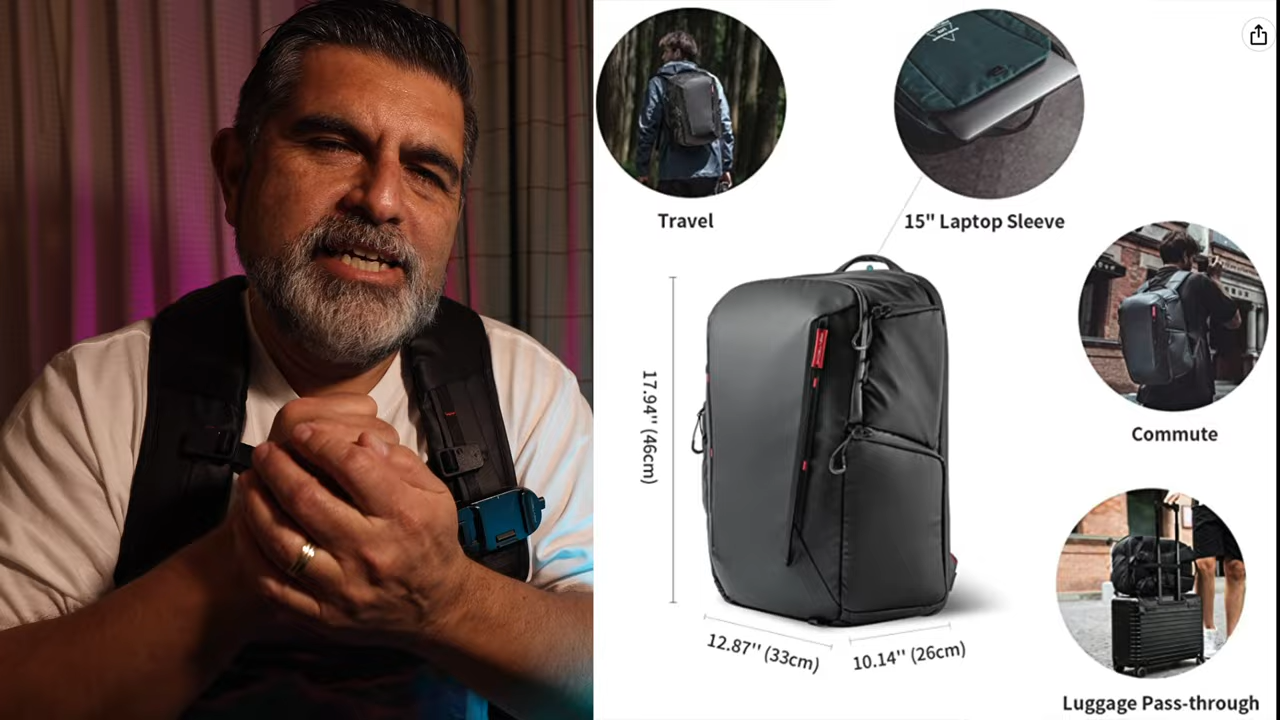 Travel
15" Laptop Sleeve
17.94'' (46cm)
Commute
12.87'' (33cm)
10.14'' (26cm)
Luggage Pass-through